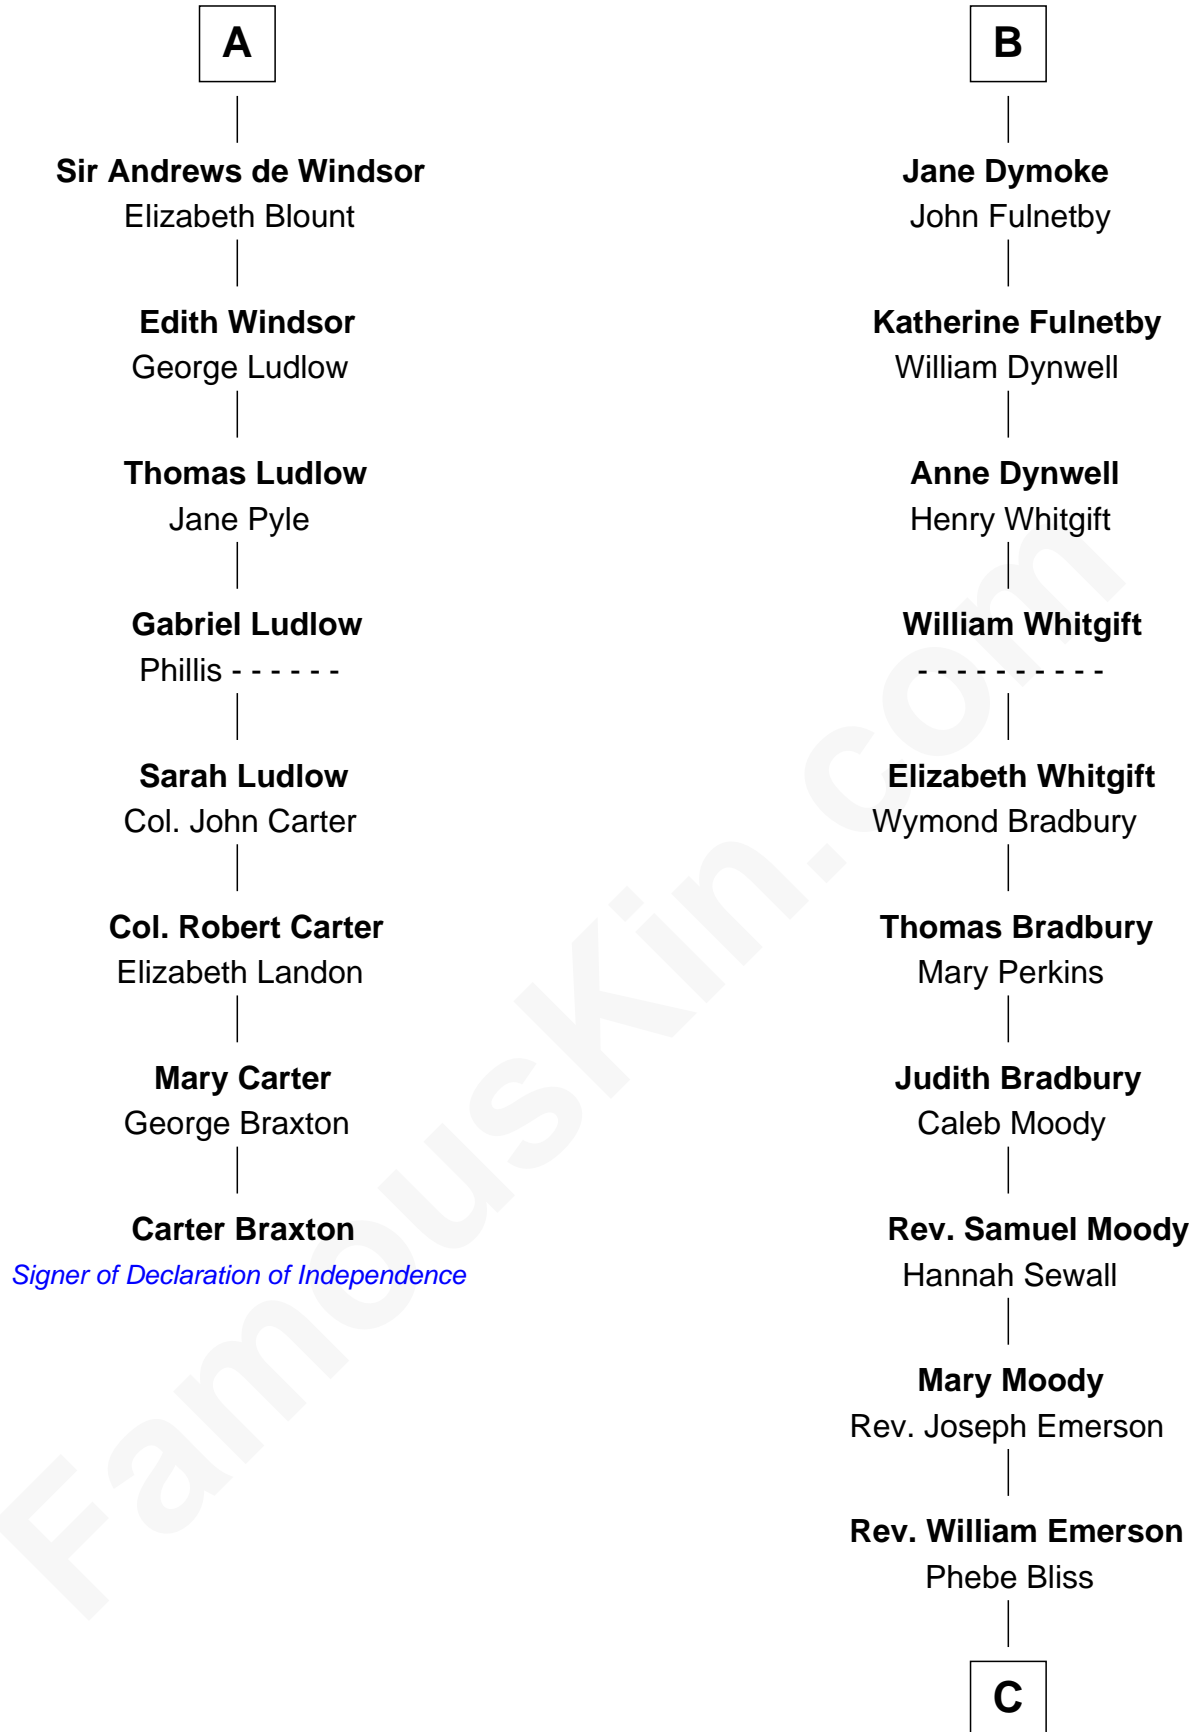 A
Sir Andrews de Windsor
Elizabeth Blount
Edith Windsor
George Ludlow
Thomas Ludlow
Jane Pyle
Gabriel Ludlow
Phillis - - - - - -
Sarah Ludlow
Col. John Carter
Col. Robert Carter
Elizabeth Landon
Mary Carter
George Braxton
Carter Braxton
Signer of Declaration of Independence
B
Jane Dymoke
John Fulnetby
Katherine Fulnetby
William Dynwell
Anne Dynwell
Henry Whitgift
William Whitgift
- - - - - - - - - -
Elizabeth Whitgift
Wymond Bradbury
Thomas Bradbury
Mary Perkins
Judith Bradbury
Caleb Moody
Rev. Samuel Moody
Hannah Sewall
Mary Moody
Rev. Joseph Emerson
Rev. William Emerson
Phebe Bliss
C
FamousKin.com